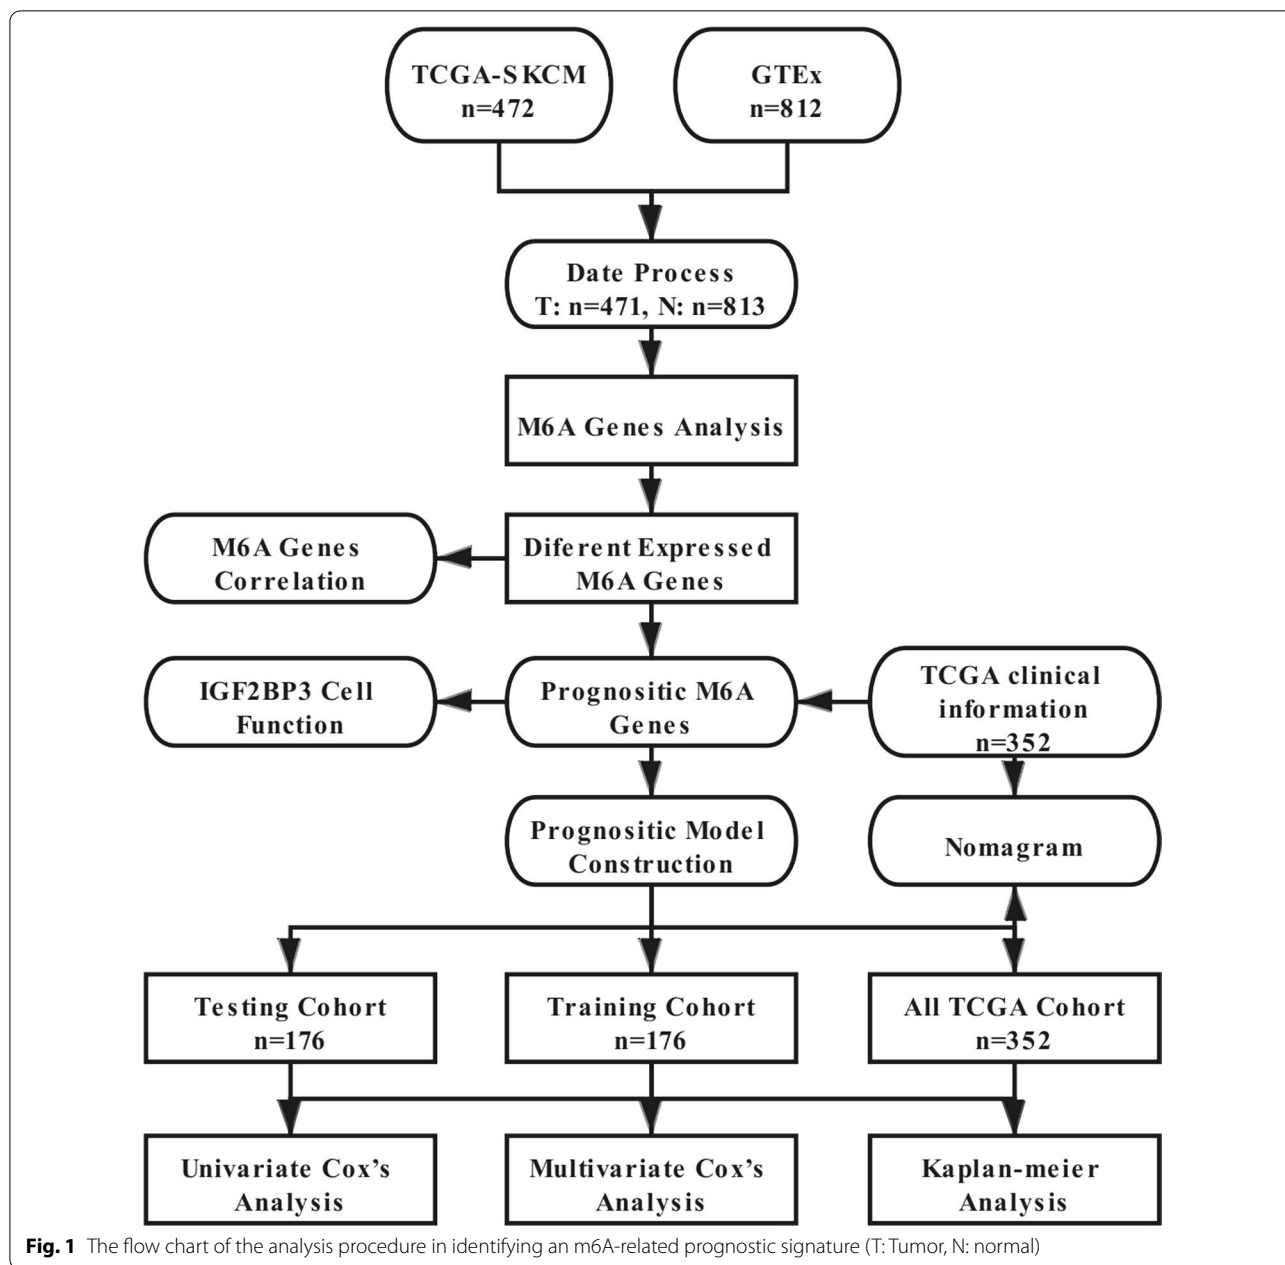 TCGA-SKCM
n=472
GTEx
n=812
Date Process
T: n=471, N: n=813
M6A Genes Analysis
M6A Genes
Correlation
Diferent Expressed
M6A Genes
IGF2BP3 Cell
Function
Prognositic M6A
Genes
TCGA clinical
information
n=352
Prognositic Model
Construction
Nomagram
Testing Cohort
n=176
Training Cohort
n=176
All TCGA Cohort
n=352
Univariate Cox's
Analysis
Multivariate Cox's
Analysis
Kaplan-meier
Analysis
Fig. 1 The flow chart of the analysis procedure in identifying an m6A-related prognostic signature (T: Tumor, N: normal)